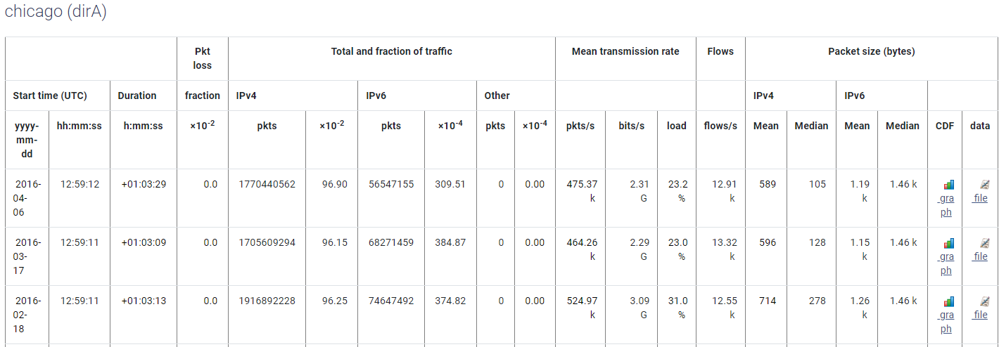 chicago (dirA)
Pkt loss Total and fraction of traffic Mean transmission rate Flows Packet size (bytes)
Start time (UTC) Duration fraction IPv4 IPv6 Other IPv4 IPv6
yyyy-mm-dd hh:mm:ss h:mm:ss ×10-2 pkts ×10-2 pkts ×10-4 pkts ×10-4 pkts/s bits/s load flows/s Mean Median Mean Median CDF data
2016-04-06 12:59:12 +01:03:29 0.0 1770440562 96.90 56547155 309.51 0 0.00 475.37 k 2.31 G 23.2 % 12.91 k 589 105 1.19 k 1.46 k graph file
2016-03-17 12:59:11 +01:03:09 0.0 1705609294 96.15 68271459 384.87 0 0.00 464.26 k 2.29 G 23.0 % 13.32 k 596 128 1.15 k 1.46 k graph file
2016-02-18 12:59:11 +01:03:13 0.0 1916892228 96.25 74647492 374.82 0 0.00 524.97 k 3.09 G 31.0 % 12.55 k 714 278 1.26 k 1.46 k graph file